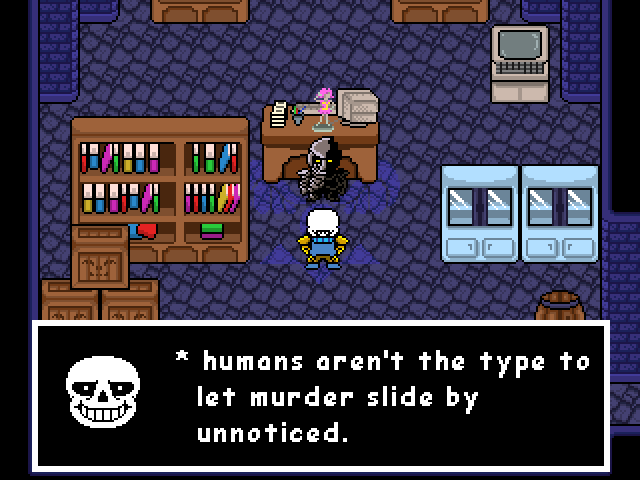 * humans aren't the type to
let murder slide by
unnoticed.